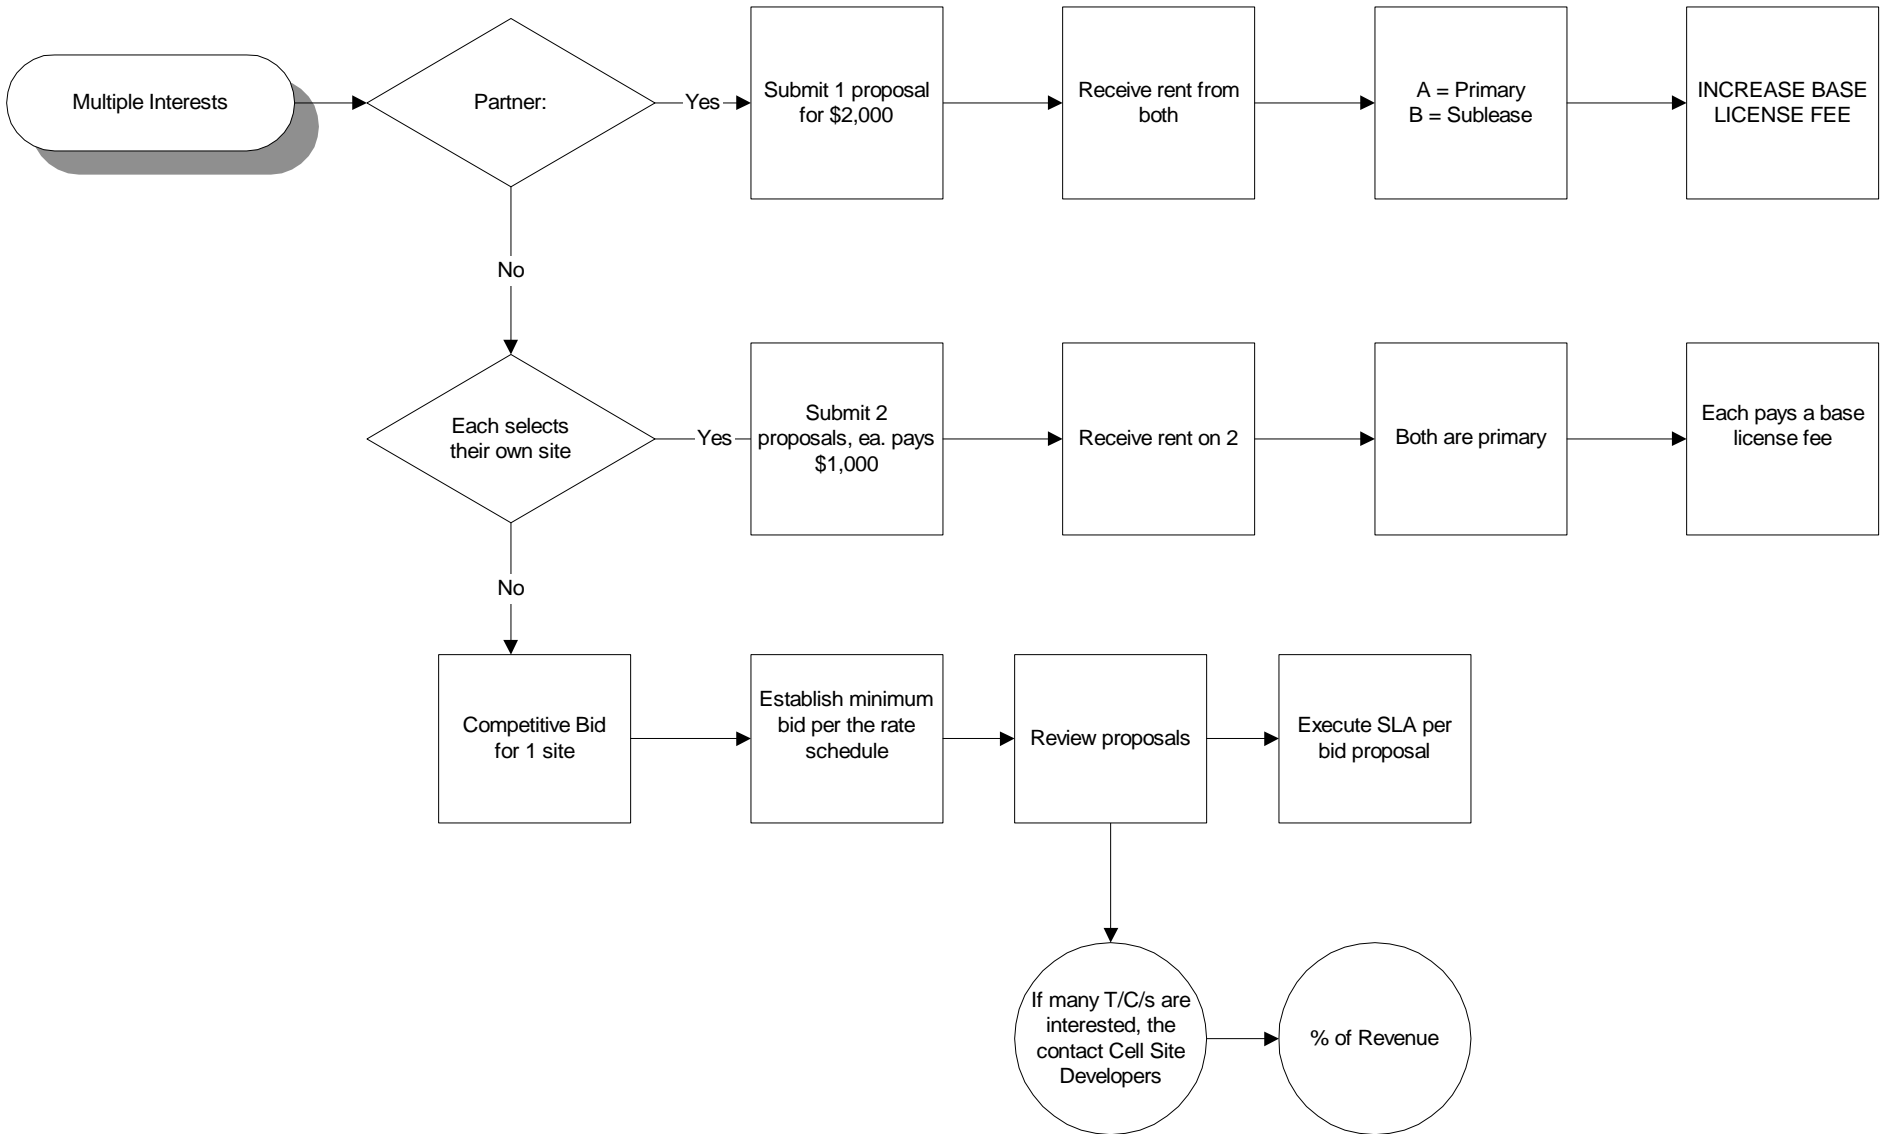 Multiple Interests
Partner:
Yes
Submit 1 proposal
for $2,000
Receive rent from
both
A = Primary
B = Sublease
INCREASE BASE
LICENSE FEE
No
Each selects
their own site
Yes
Submit 2
proposals, ea. pays
$1,000
Receive rent on 2
Both are primary
Each pays a base
license fee
No
Competitive Bid
for 1 site
Establish minimum
bid per the rate
schedule
Review proposals
Execute SLA per
bid proposal
If many T/C/s are
interested, the
contact Cell Site
Developers
% of Revenue